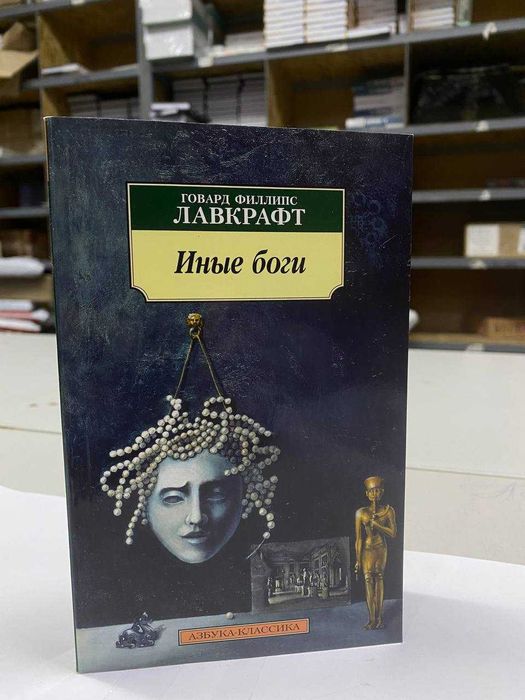 ГОВАРД ФИЛЛИПС
ЛАВКРАФТ
Иные боги
АЗБУКА-КЛАССИКА